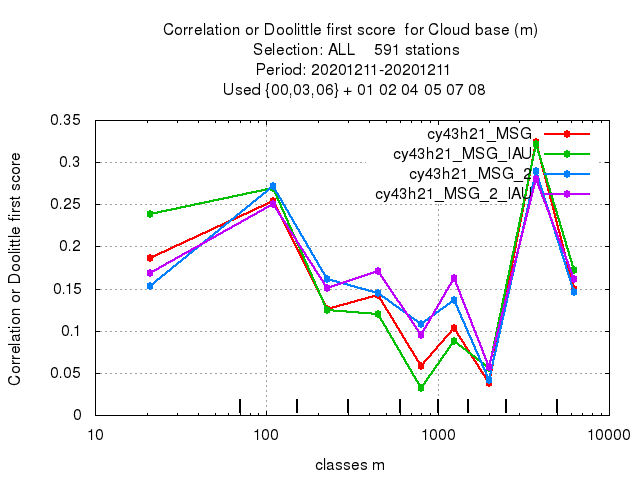 Correlation or Doolittle first score  for Cloud base (m)
Selection: ALL    591 stations
Period: 20201211-20201211
Used {00,03,06} + 01 02 04 05 07 08
cy43h21_MSG
cy43h21_MSG_IAU
cy43h21_MSG_2
cy43h21_MSG_2_IAU
Correlation or Doolittle first score
0.35
0.3
0.25
0.2
0.15
0.1
0.05
0
10
100
1000
10000
classes m